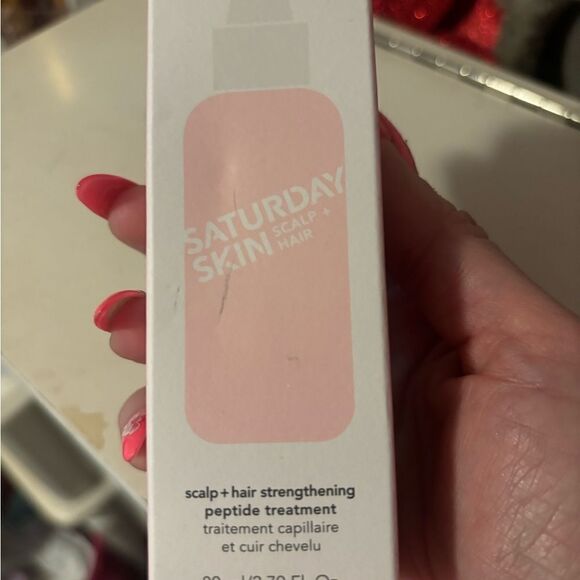 SATURDAY
SKIN SCALP +
HAIR
scalp + hair strengthening
peptide treatment
traitement capillaire
et cuir chevelu